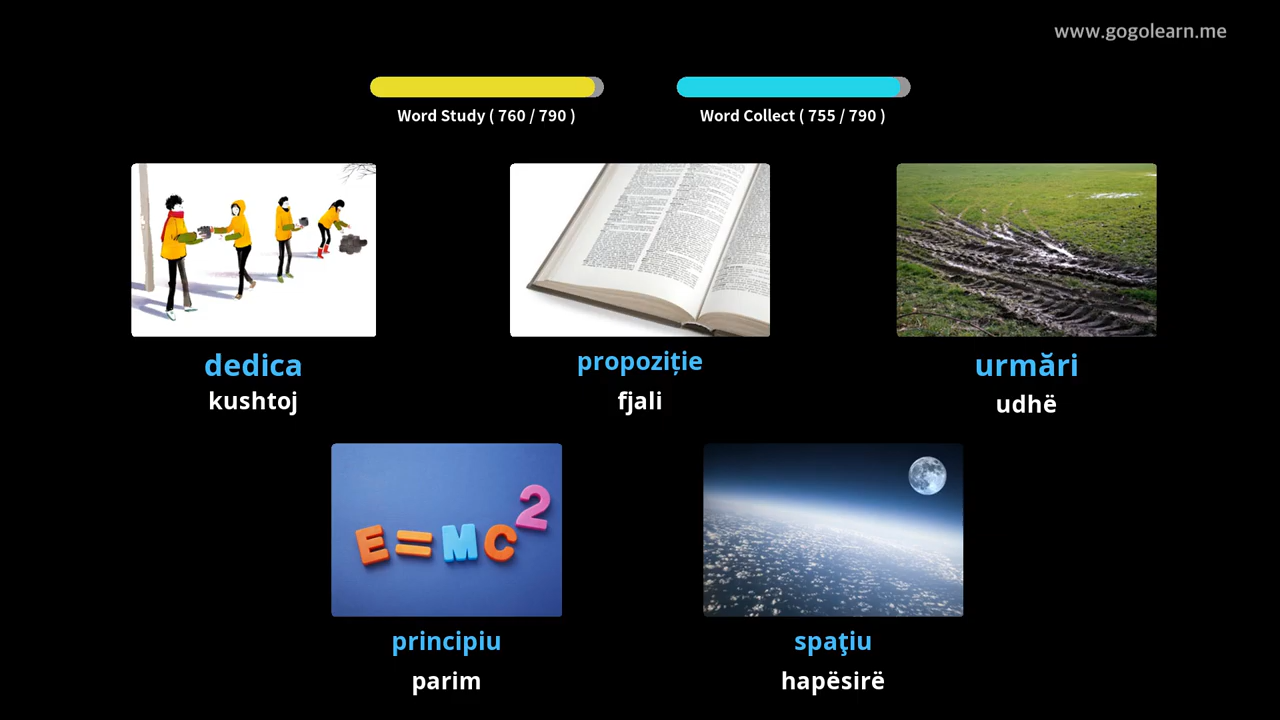 www.gogolearn.me
Word Study ( 760 / 790 )
Word Collect ( 755 / 790 )
dedica
kushtoj
propoziție
fjali
urmări
udhë
E=MC2
principiu
parim
spaţiu
hapësirë